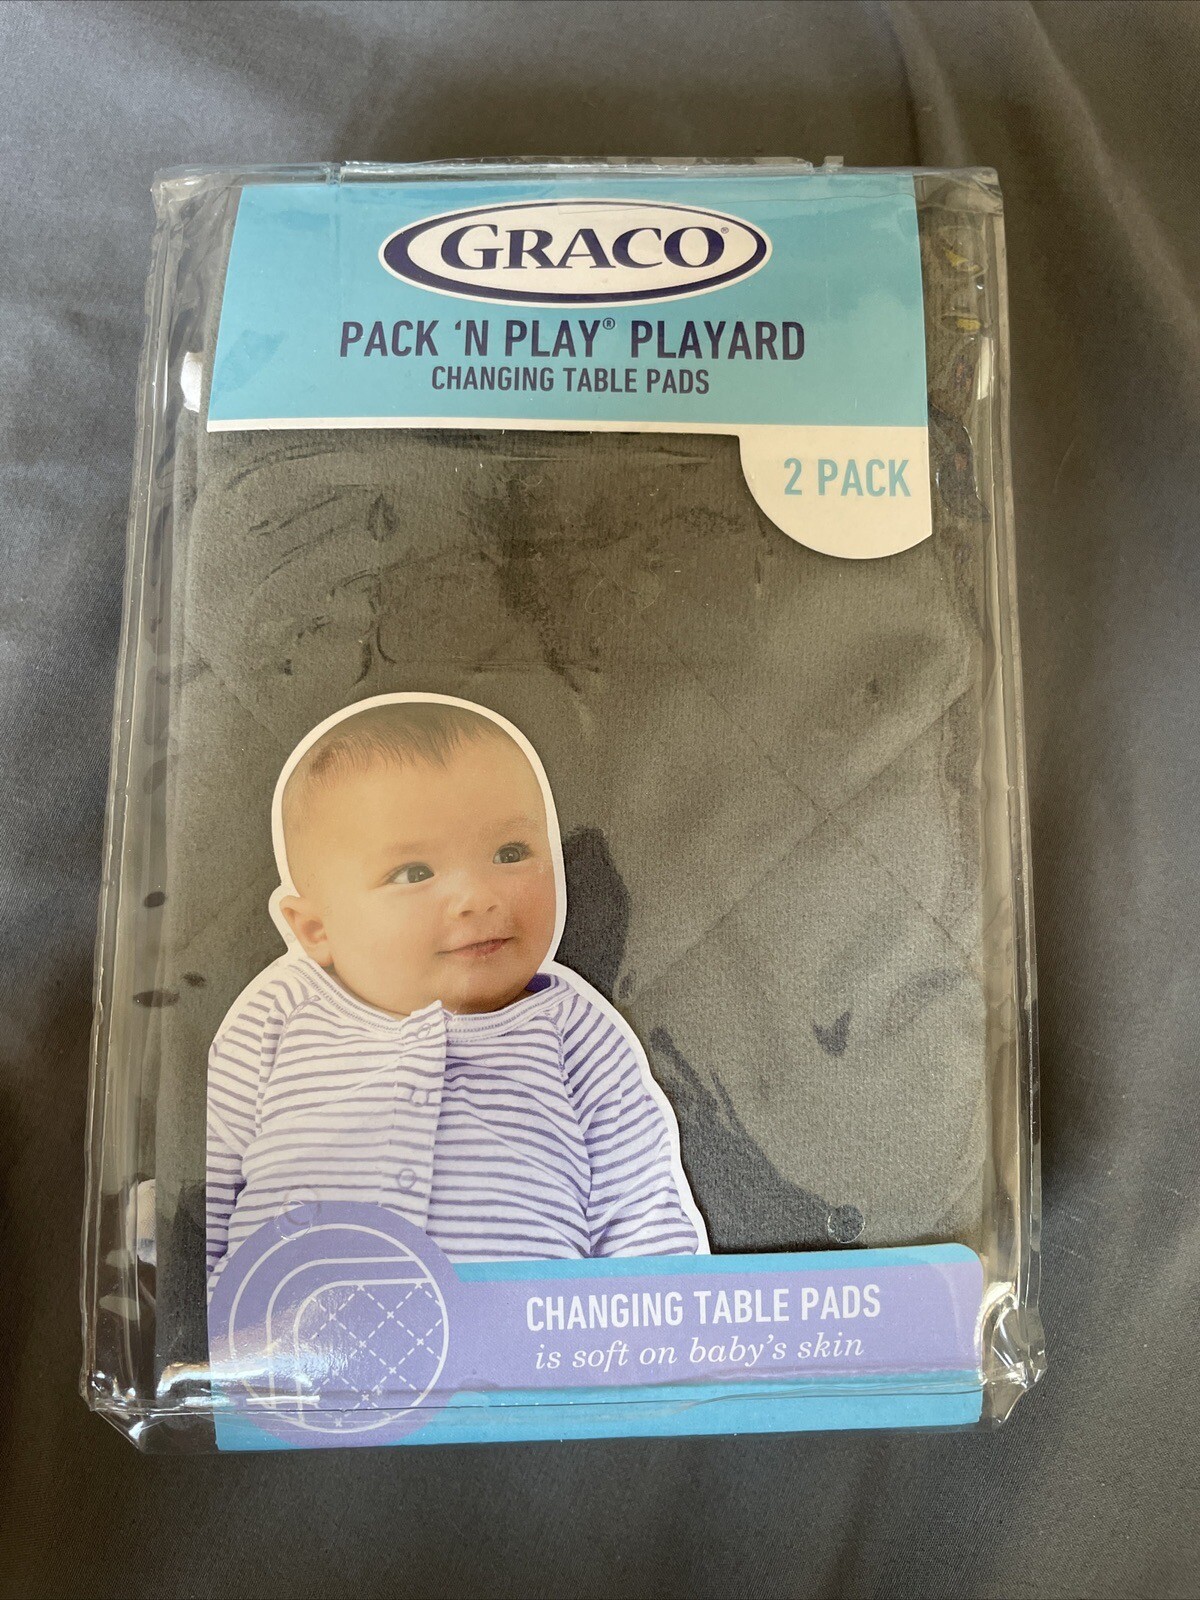 GRACO®
PACK ‘N PLAY® PLAYARD
CHANGING TABLE PADS
2 PACK
CHANGING TABLE PADS
is soft on baby's skin